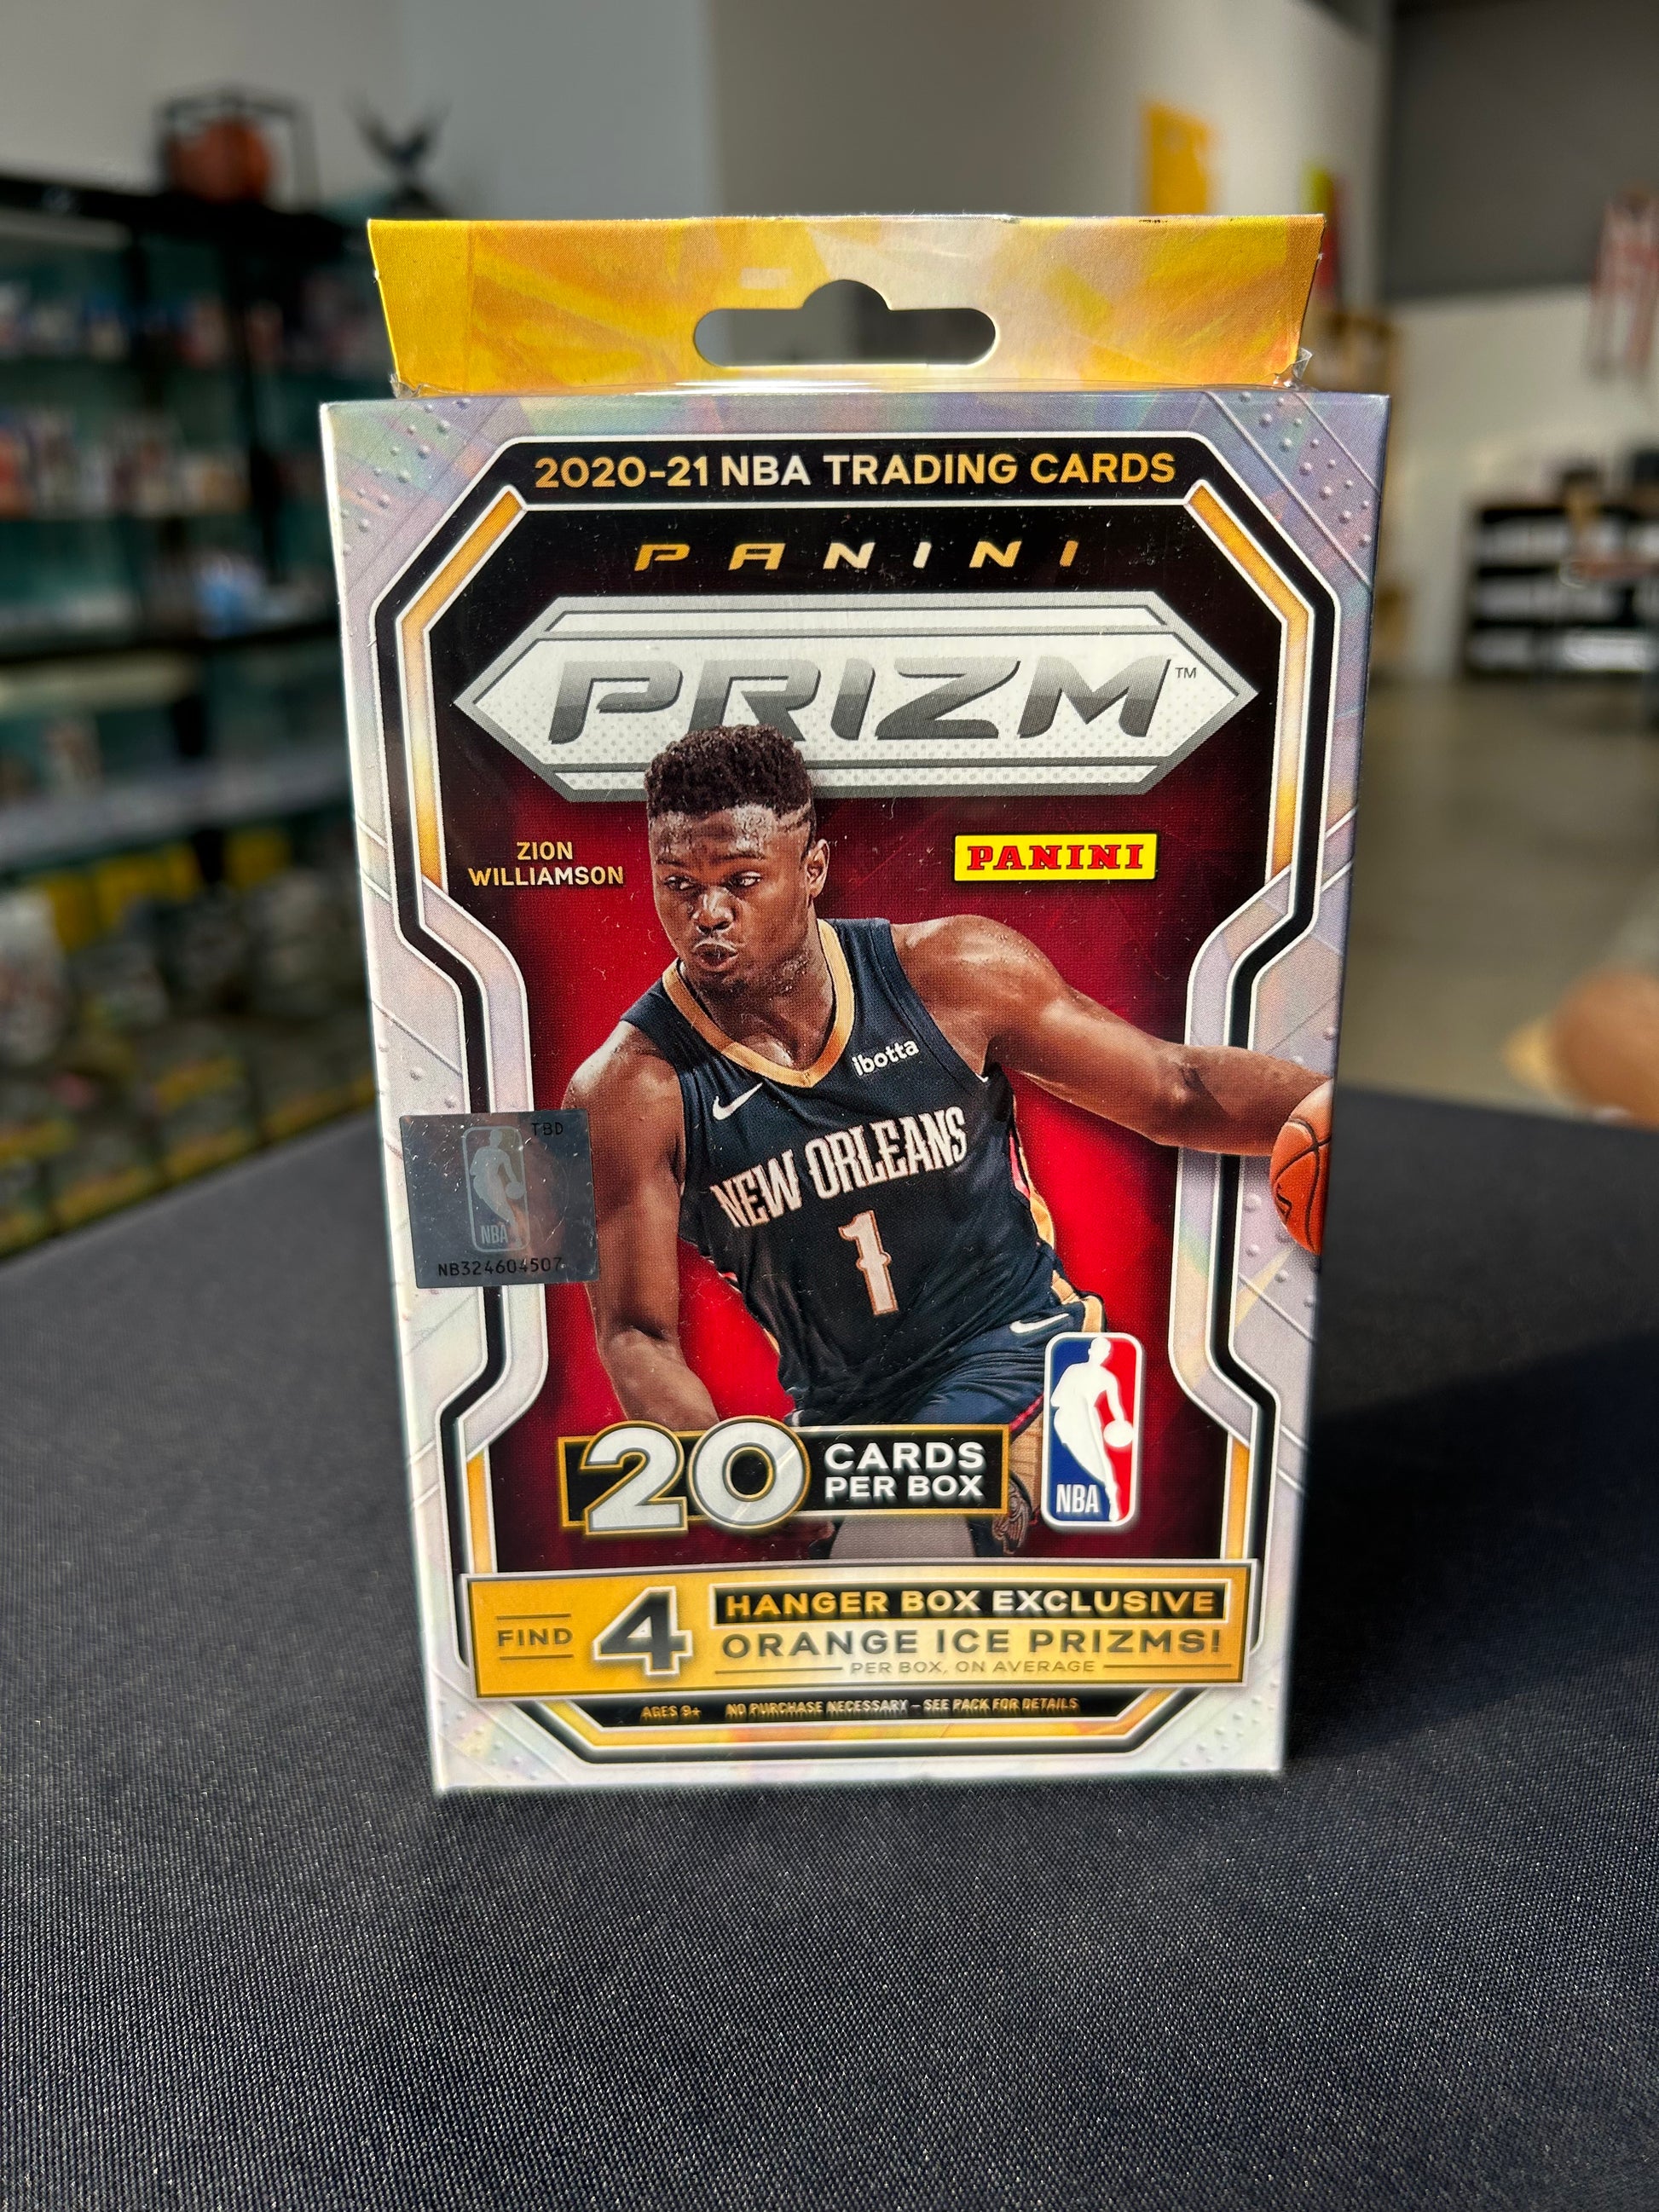 2020-21 NBA TRADING CARDS
PANINI
PRIZM™
ZION
WILLIAMSON
PANINI
ibotta
NEW ORLEANS
1
TBD
NBA
NB324604507
20 CARDS
PER BOX
NBA
FIND 4 HANGER BOX EXCLUSIVE
ORANGE ICE PRIZMS!
PER BOX, ON AVERAGE
AGES 9+ NO PURCHASE NECESSARY – SEE PACK FOR DETAILS